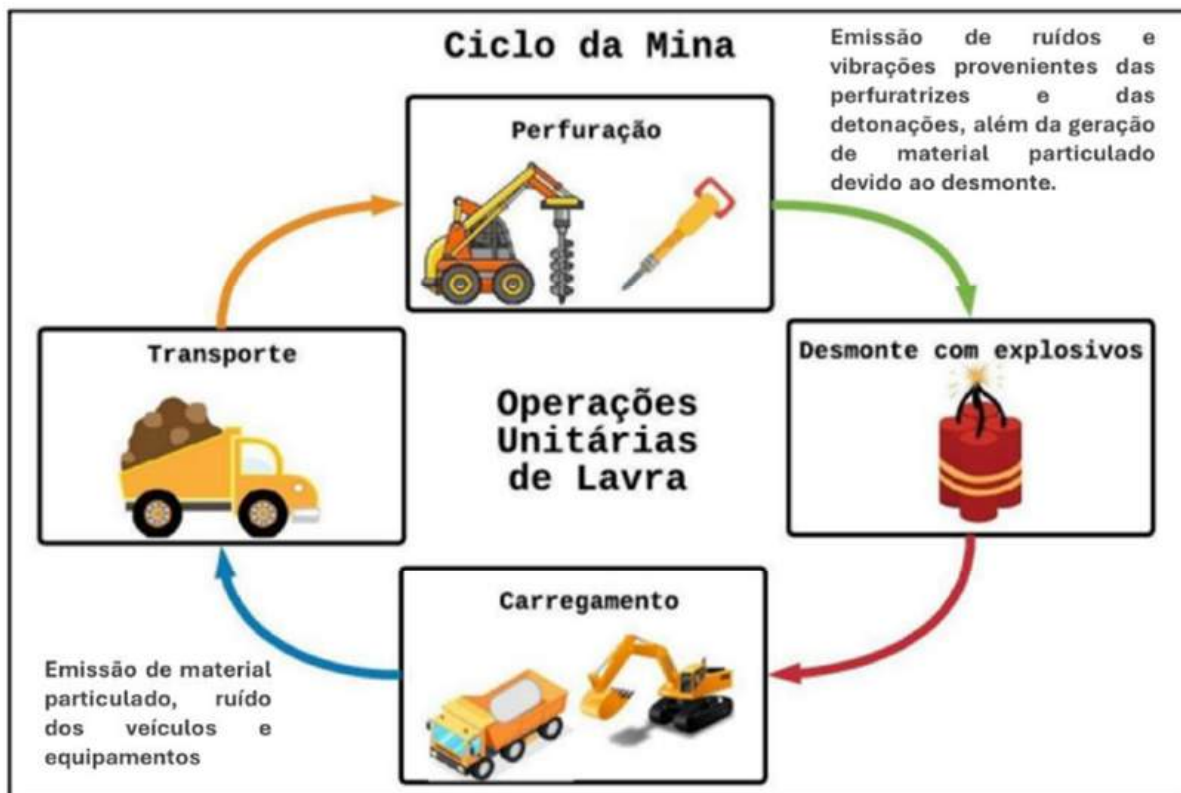 Ciclo da Mina
Emissão de ruídos e
vibrações provenientes das
perfuratrizes e das
detonações, além da geração
de material particulado
devido ao desmonte.
Perfuração
Transporte
Desmonte com explosivos
Operações
Unitárias
de Lavra
Carregamento
Emissão de material
particulado, ruído
dos veículos e
equipamentos